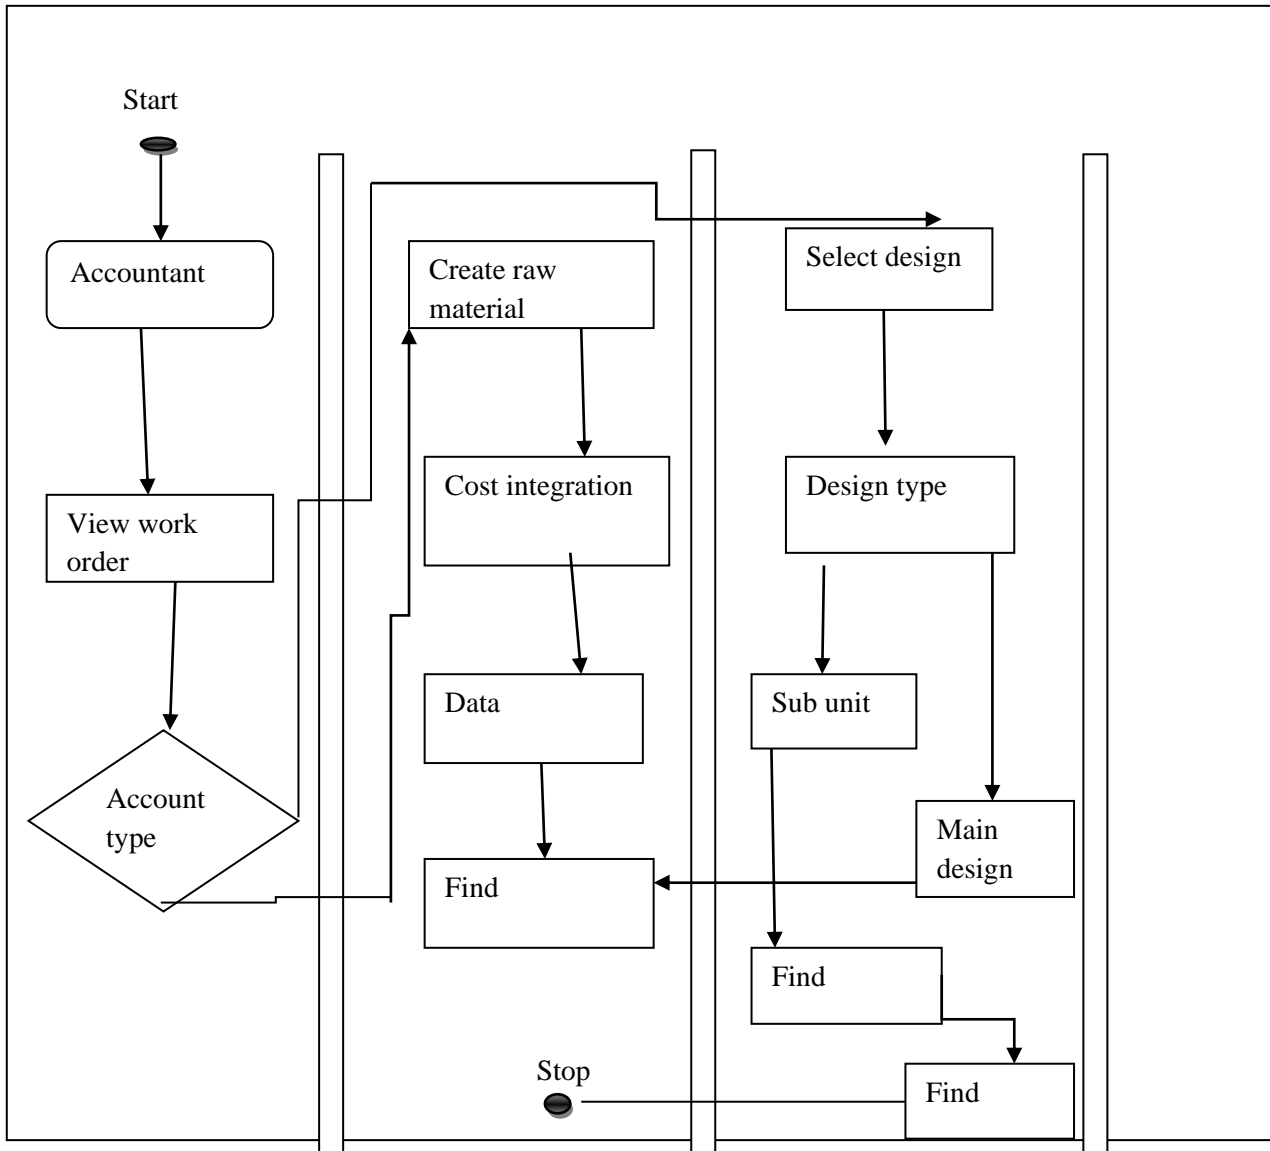 Start
Accountant
View work
order
Account
type
Create raw
material
Cost integration
Data
Find
Stop
Select design
Design type
Sub unit
Main
design
Find
Find